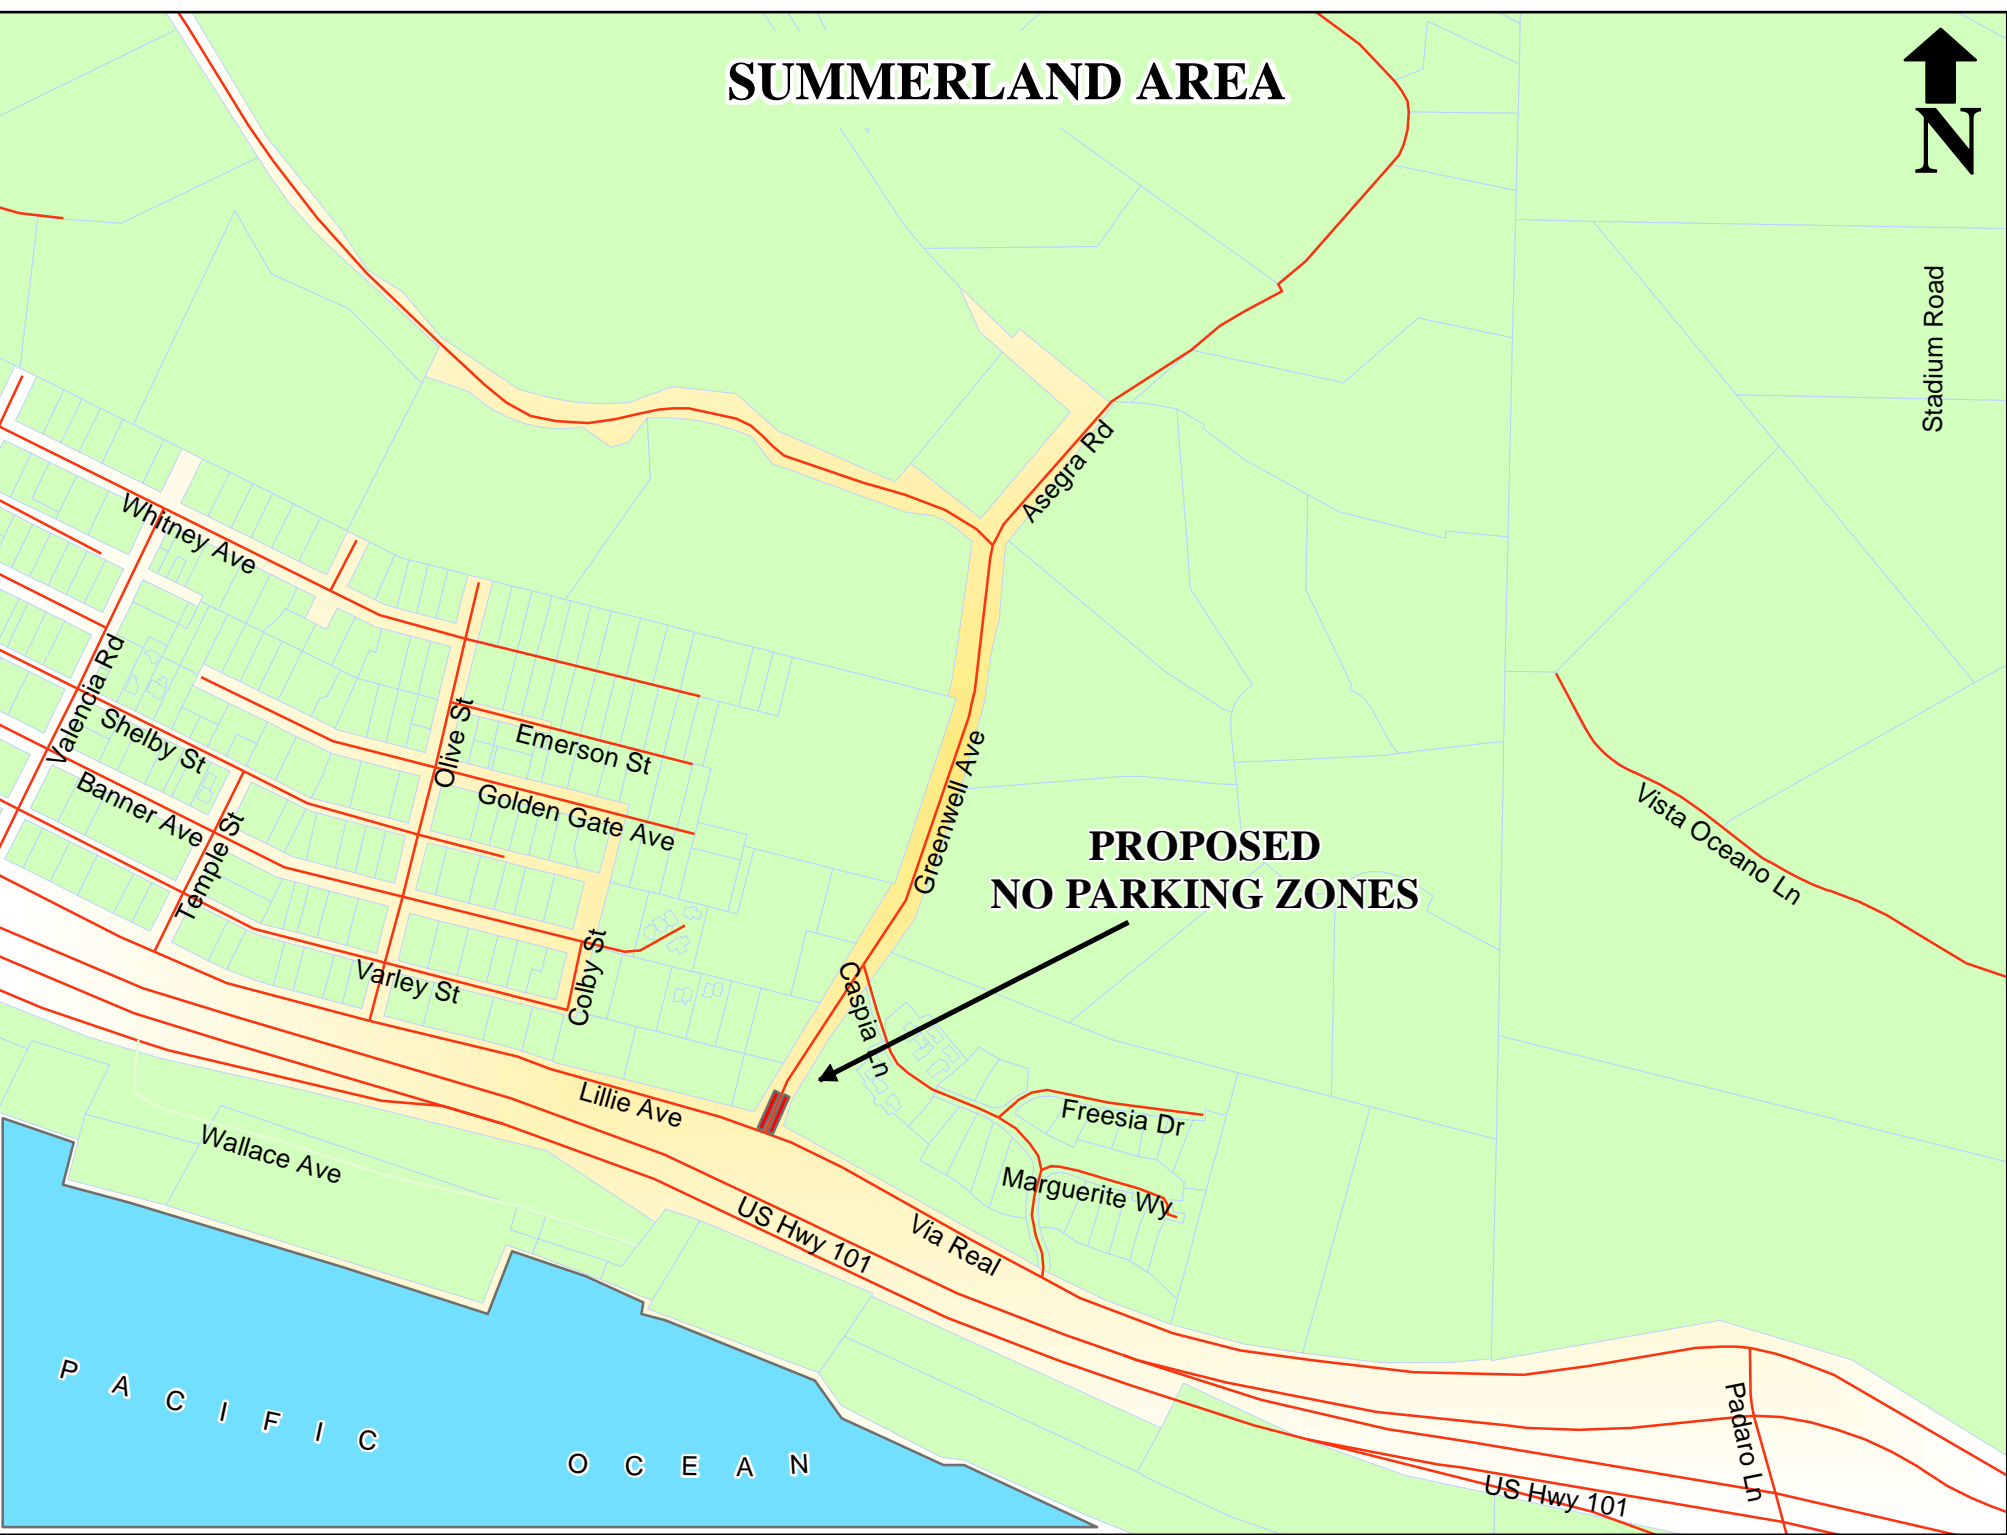 SUMMERLAND AREA
N
Stadium Road
Asegra Rd
Whitney Ave
Valencia Rd
Shelby St
Olive St
Emerson St
Golden Gate Ave
Banner Ave
Temple St
Greenwell Ave
Vista Oceano Ln
PROPOSED
NO PARKING ZONES
Varley St
Colby St
Caspia Ln
Lillie Ave
Freesia Dr
Wallace Ave
Marguerite Wy
US Hwy 101
Via Real
PACIFIC
OCEAN
Padaro Ln
US Hwy 101